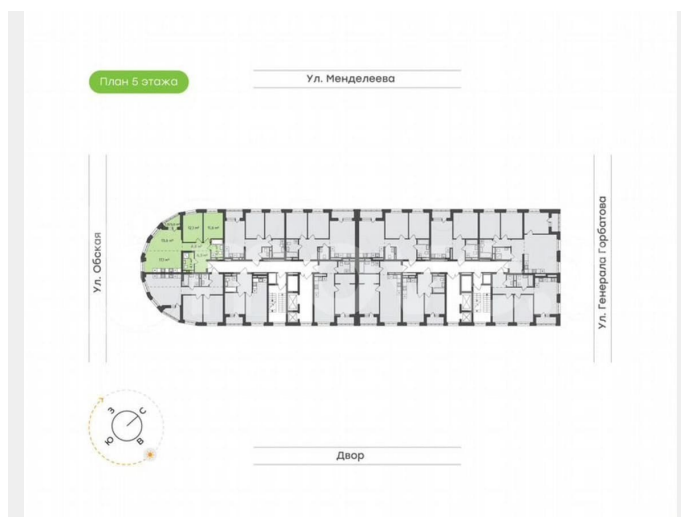 План 5 этажа
Ул. Менделеева
Ул. Обская
Ул. Генерала Горбатова
З
С
Ю
В
Двор